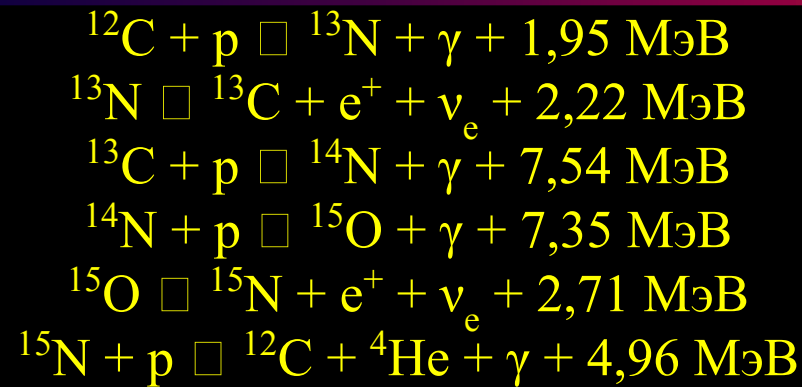 ¹²C + p □ ¹³N + γ + 1,95 МэВ
¹³N □ ¹³C + e⁺ + νₑ + 2,22 МэВ
¹³C + p □ ¹⁴N + γ + 7,54 МэВ
¹⁴N + p □ ¹⁵O + γ + 7,35 МэВ
¹⁵O □ ¹⁵N + e⁺ + νₑ + 2,71 МэВ
¹⁵N + p □ ¹²C + ⁴He + γ + 4,96 МэВ